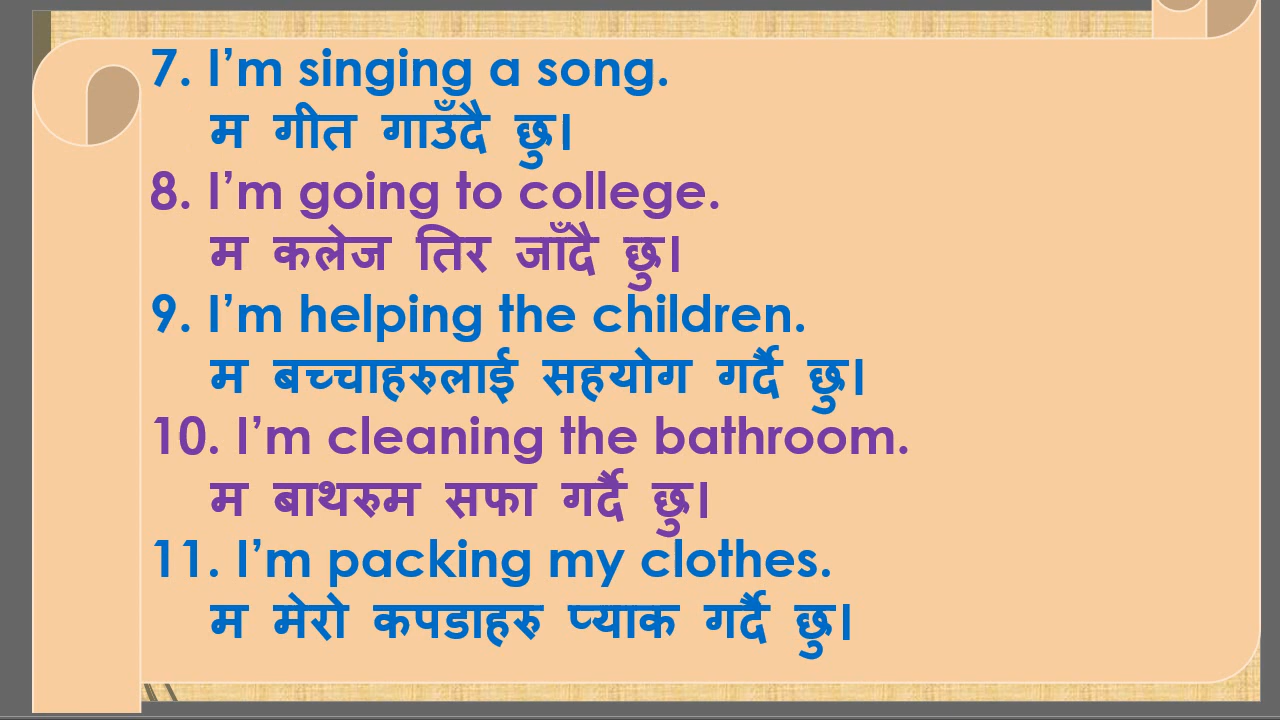 7. I’m singing a song.
म गीत गाउँदै छु।
8. I’m going to college.
म कलेज तिर जाँदै छु।
9. I’m helping the children.
म बच्चाहरुलाई सहयोग गर्दै छु।
10. I’m cleaning the bathroom.
म बाथरुम सफा गर्दै छु।
11. I’m packing my clothes.
म मेरो कपडाहरु प्याक गर्दै छु।